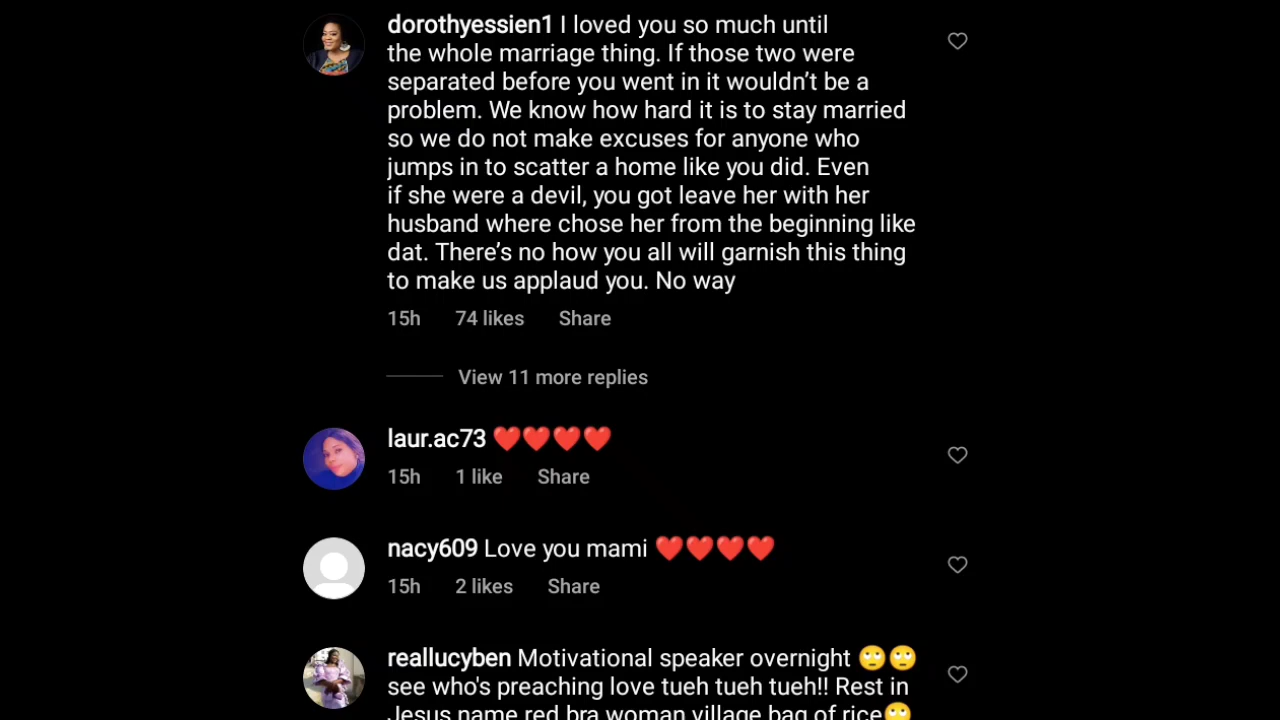 dorothyessien1 I loved you so much until
the whole marriage thing. If those two were
separated before you went in it wouldn't be a
problem. We know how hard it is to stay married
so we do not make excuses for anyone who
jumps in to scatter a home like you did. Even
if she were a devil, you got leave her with her
husband where chose her from the beginning like
dat. There's no how you all will garnish this thing
to make us applaud you. No way
15h 74 likes Share
View 11 more replies
laur.ac73 ❤️❤️❤️❤️
15h 1 like Share
nacy609 Love you mami ❤️❤️❤️❤️
15h 2 likes Share
reallucyben Motivational speaker overnight 🙄🙄
see who's preaching love tueh tueh tueh!! Rest in
Jesus name red bra woman village bag of rice🙄